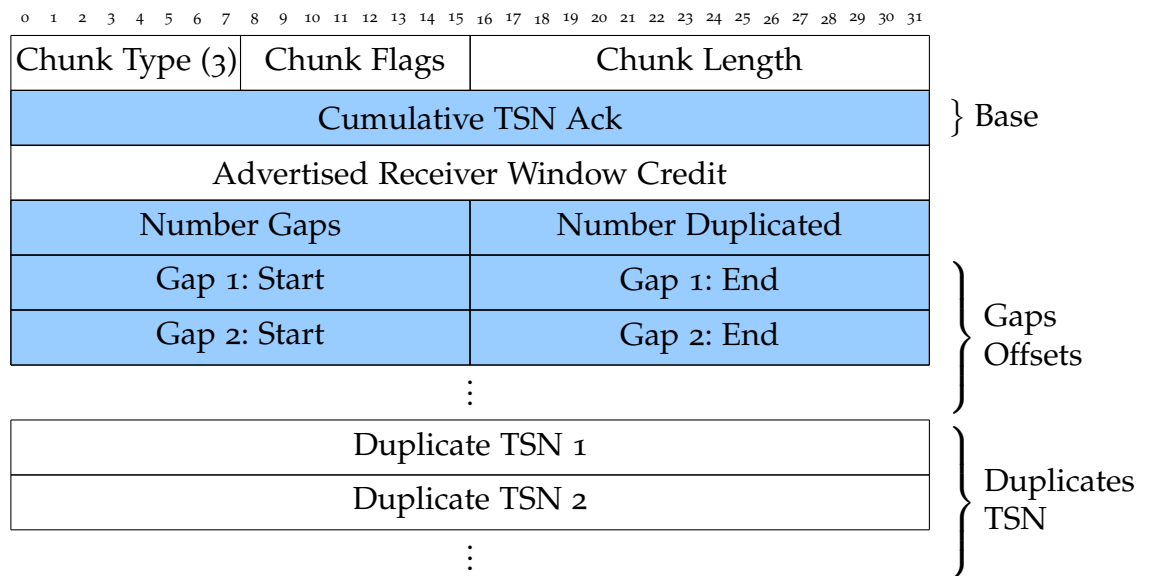 0 1 2 3 4 5 6 7 8 9 10 11 12 13 14 15 16 17 18 19 20 21 22 23 24 25 26 27 28 29 30 31
Chunk Type (3) Chunk Flags Chunk Length
Cumulative TSN Ack } Base
Advertised Receiver Window Credit
Number Gaps Number Duplicated
Gap 1: Start Gap 1: End
Gap 2: Start Gap 2: End
Gaps
Offsets
⋮
Duplicate TSN 1
Duplicate TSN 2
Duplicates
TSN
⋮